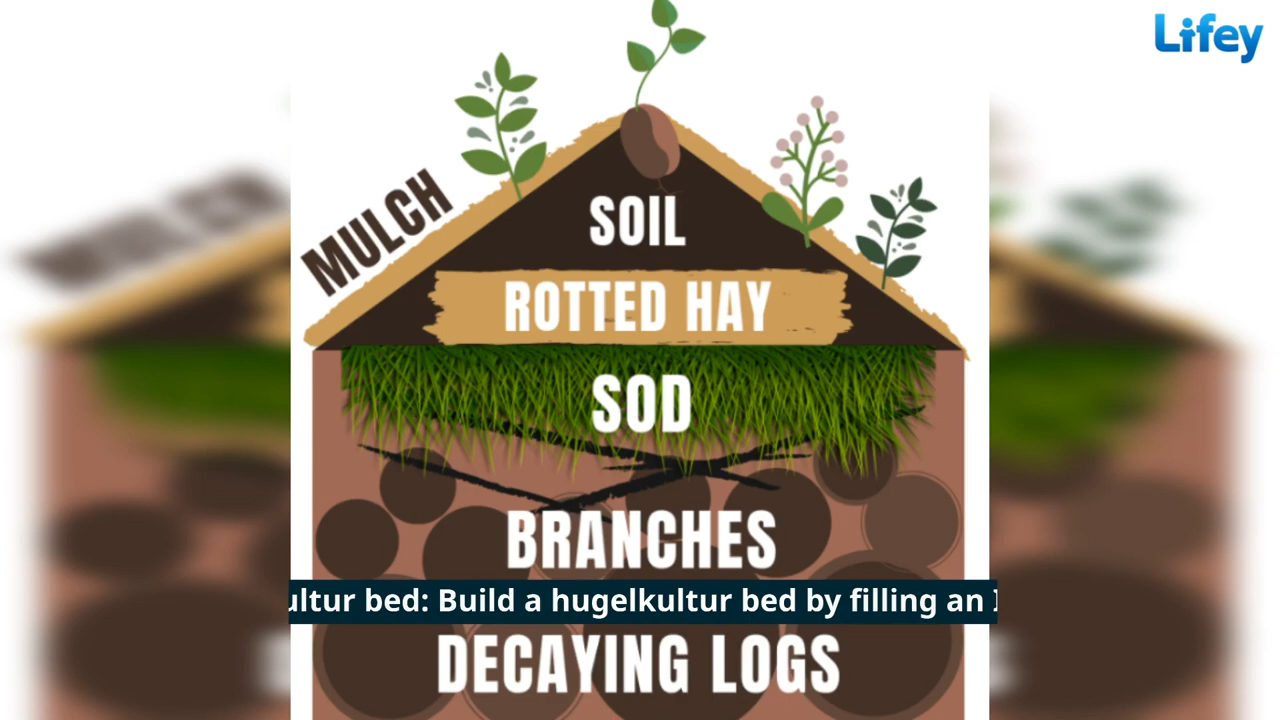 Lifey
MULCH
SOIL
ROTTED HAY
SOD
BRANCHES
ultur bed: Build a hugelkultur bed by filling an
DECAYING LOGS